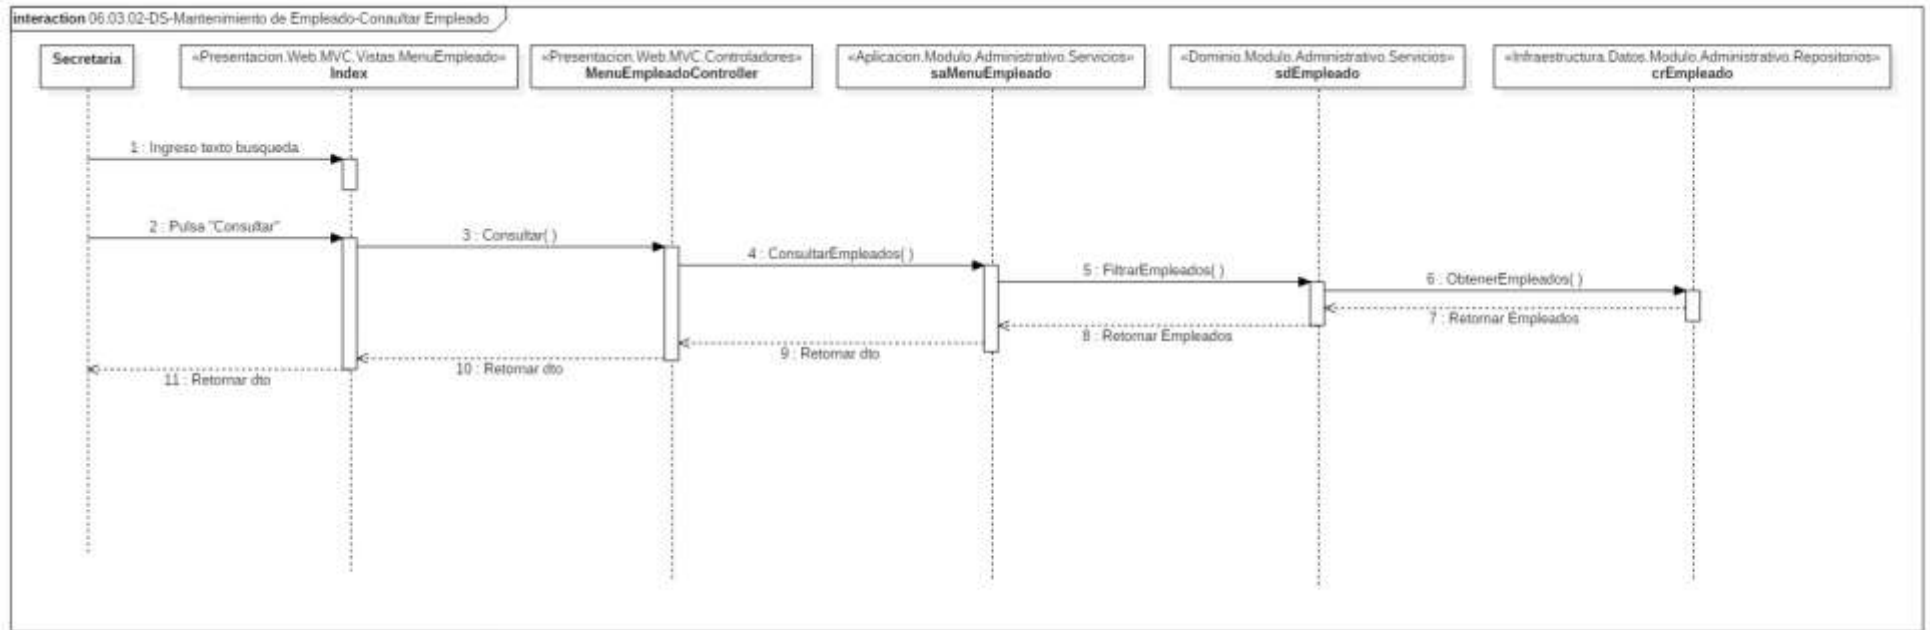 interaction 06.03.02-DS-Mantenimiento de Empleado-Consultar Empleado
Secretaria
«Presentacion.Web.MVC.Vistas.MenuEmpleado»
Index
«Presentacion.Web.MVC.Controladores»
MenuEmpleadoController
«Aplicacion.Modulo.Administrativo.Servicios»
saMenuEmpleado
«Dominio.Modulo.Administrativo.Servicios»
sdEmpleado
«Infraestructura.Datos.Modulo.Administrativo.Repositorios»
crEmpleado
1 : Ingreso texto busqueda
2 : Pulsa "Consultar"
3 : Consultar( )
4 : ConsultarEmpleados( )
5 : FiltrarEmpleados( )
6 : ObtenerEmpleados( )
7 : Retornar Empleados
8 : Retornar Empleados
9 : Retornar dto
10 : Retornar dto
11 : Retornar dto